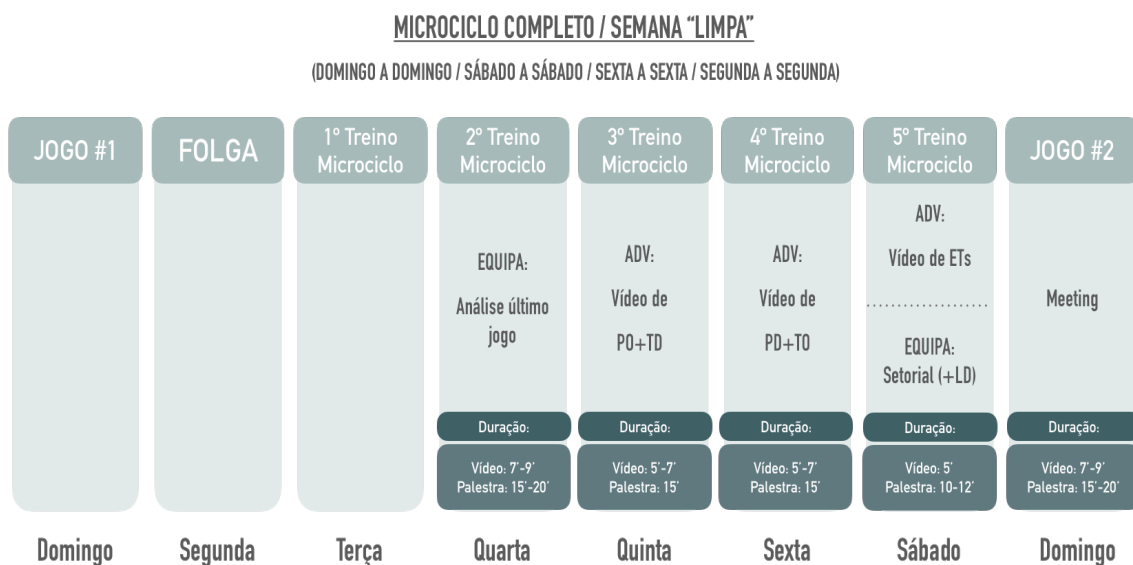 MICROCICLO COMPLETO / SEMANA “LIMPA”
(DOMINGO A DOMINGO / SÁBADO A SÁBADO / SEXTA A SEXTA / SEGUNDA A SEGUNDA)
JOGO #1
FOLGA
1º Treino
Microciclo
2º Treino
Microciclo
3º Treino
Microciclo
4º Treino
Microciclo
5º Treino
Microciclo
JOGO #2
EQUIPA:
Análise último
jogo
ADV:
Vídeo de
PO+TD
ADV:
Vídeo de
PD+TO
ADV:
Vídeo de ETs
EQUIPA:
Setorial (+LD)
Meeting
Duração:
Vídeo: 7’-9’
Palestra: 15’-20’
Duração:
Vídeo: 5’-7’
Palestra: 15’
Duração:
Vídeo: 5’-7’
Palestra: 15’
Duração:
Vídeo: 5’
Palestra: 10-12’
Duração:
Vídeo: 7’-9’
Palestra: 15’-20’
Domingo
Segunda
Terça
Quarta
Quinta
Sexta
Sábado
Domingo